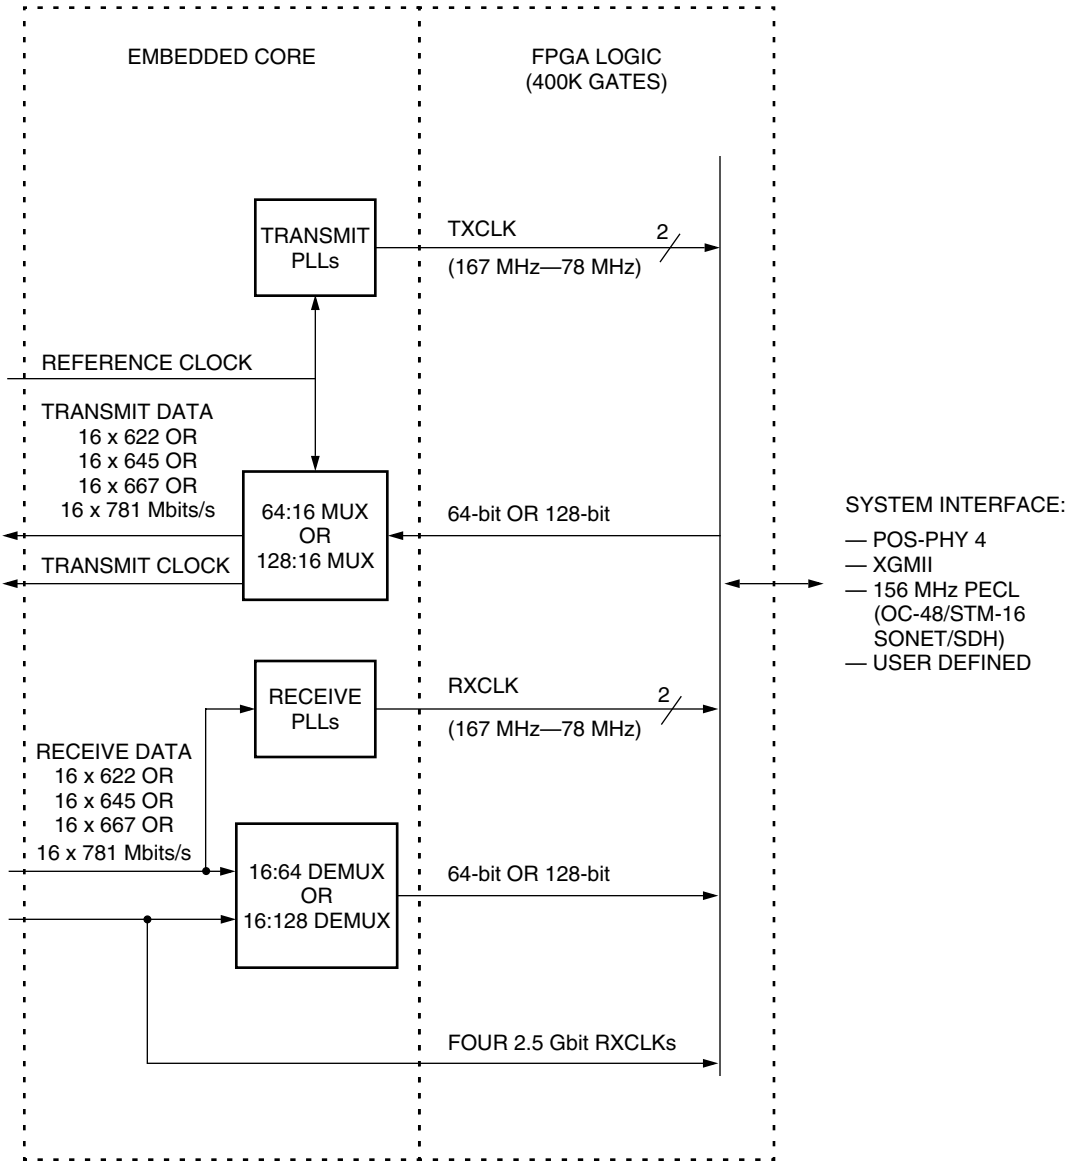 EMBEDDED CORE
FPGA LOGIC
(400K GATES)
TRANSMIT
PLLs
TXCLK
2
(167 MHz—78 MHz)
REFERENCE CLOCK
TRANSMIT DATA
16 x 622 OR
16 x 645 OR
16 x 667 OR
16 x 781 Mbits/s
TRANSMIT CLOCK
64:16 MUX
OR
128:16 MUX
64-bit OR 128-bit
SYSTEM INTERFACE:
— POS-PHY 4
— XGMII
— 156 MHz PECL
(OC-48/STM-16
SONET/SDH)
— USER DEFINED
RECEIVE
PLLs
RXCLK
2
(167 MHz—78 MHz)
RECEIVE DATA
16 x 622 OR
16 x 645 OR
16 x 667 OR
16 x 781 Mbits/s
16:64 DEMUX
OR
16:128 DEMUX
64-bit OR 128-bit
FOUR 2.5 Gbit RXCLKs